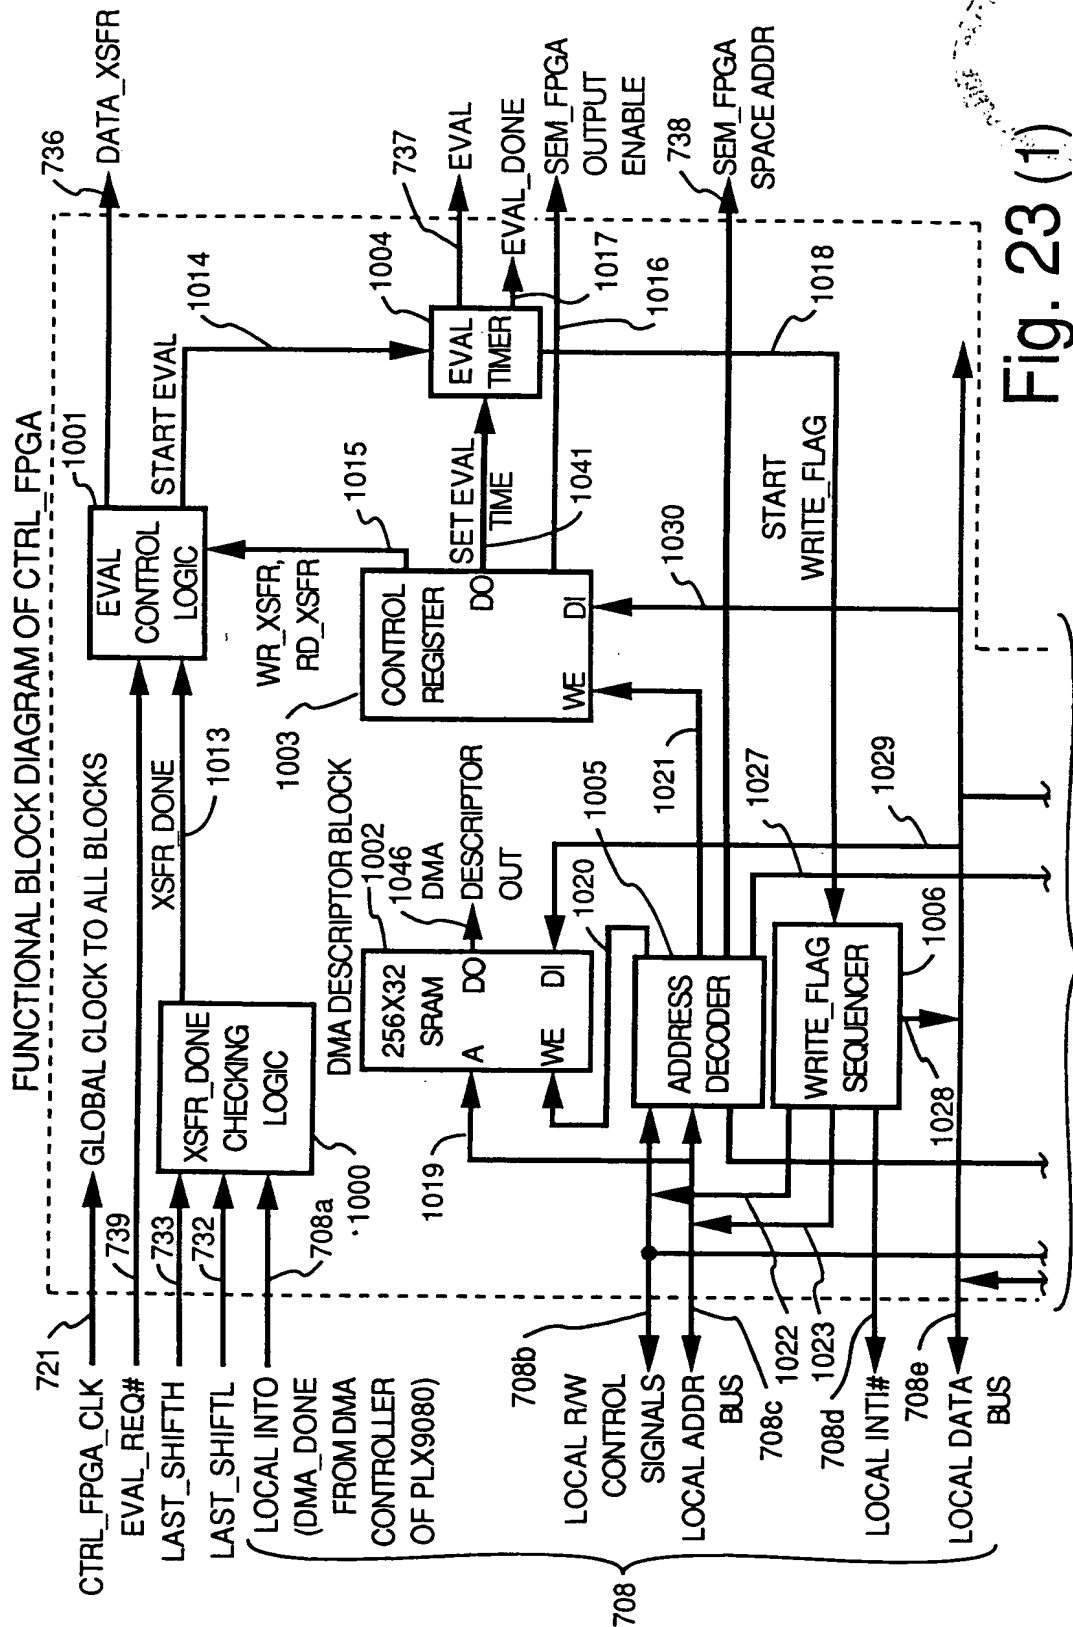 FUNCTIONAL BLOCK DIAGRAM OF CTRL_FPGA
721
CTRL_FPGA_CLK
GLOBAL CLOCK TO ALL BLOCKS
EVAL_REQ#
739
LAST_SHIFTH
733
LAST_SHIFTL
732
LOCAL INTO
(DMA_DONE
FROM DMA
CONTROLLER
OF PLX9080)
708a
XSFR_DONE
CHECKING
LOGIC
1000
XSFR_DONE
1013
EVAL
CONTROL
LOGIC
1001
736
DATA_XSFR
START EVAL
1014
WR_XSFR,
RD_XSFR
1015
DMA DESCRIPTOR BLOCK
1002
256X32
SRAM
A
DO
WE
DI
1046
DMA
DESCRIPTOR
OUT
1003
CONTROL
REGISTER
DO
WE
DI
SET EVAL
TIME
1041
EVAL
TIMER
1004
737
EVAL
EVAL_DONE
1017
1016
SEM_FPGA
OUTPUT
ENABLE
738
SEM_FPGA
SPACE ADDR
1018
START
WRITE_FLAG
1019
1020
1005
1021
1030
1027
1029
ADDRESS
DECODER
WRITE_FLAG
SEQUENCER
1006
1028
1022
1023
708b
LOCAL R/W
CONTROL
SIGNALS
LOCAL ADDR
BUS
708c
708d
LOCAL INTI#
708e
LOCAL DATA
BUS
708
Fig. 23 (1)